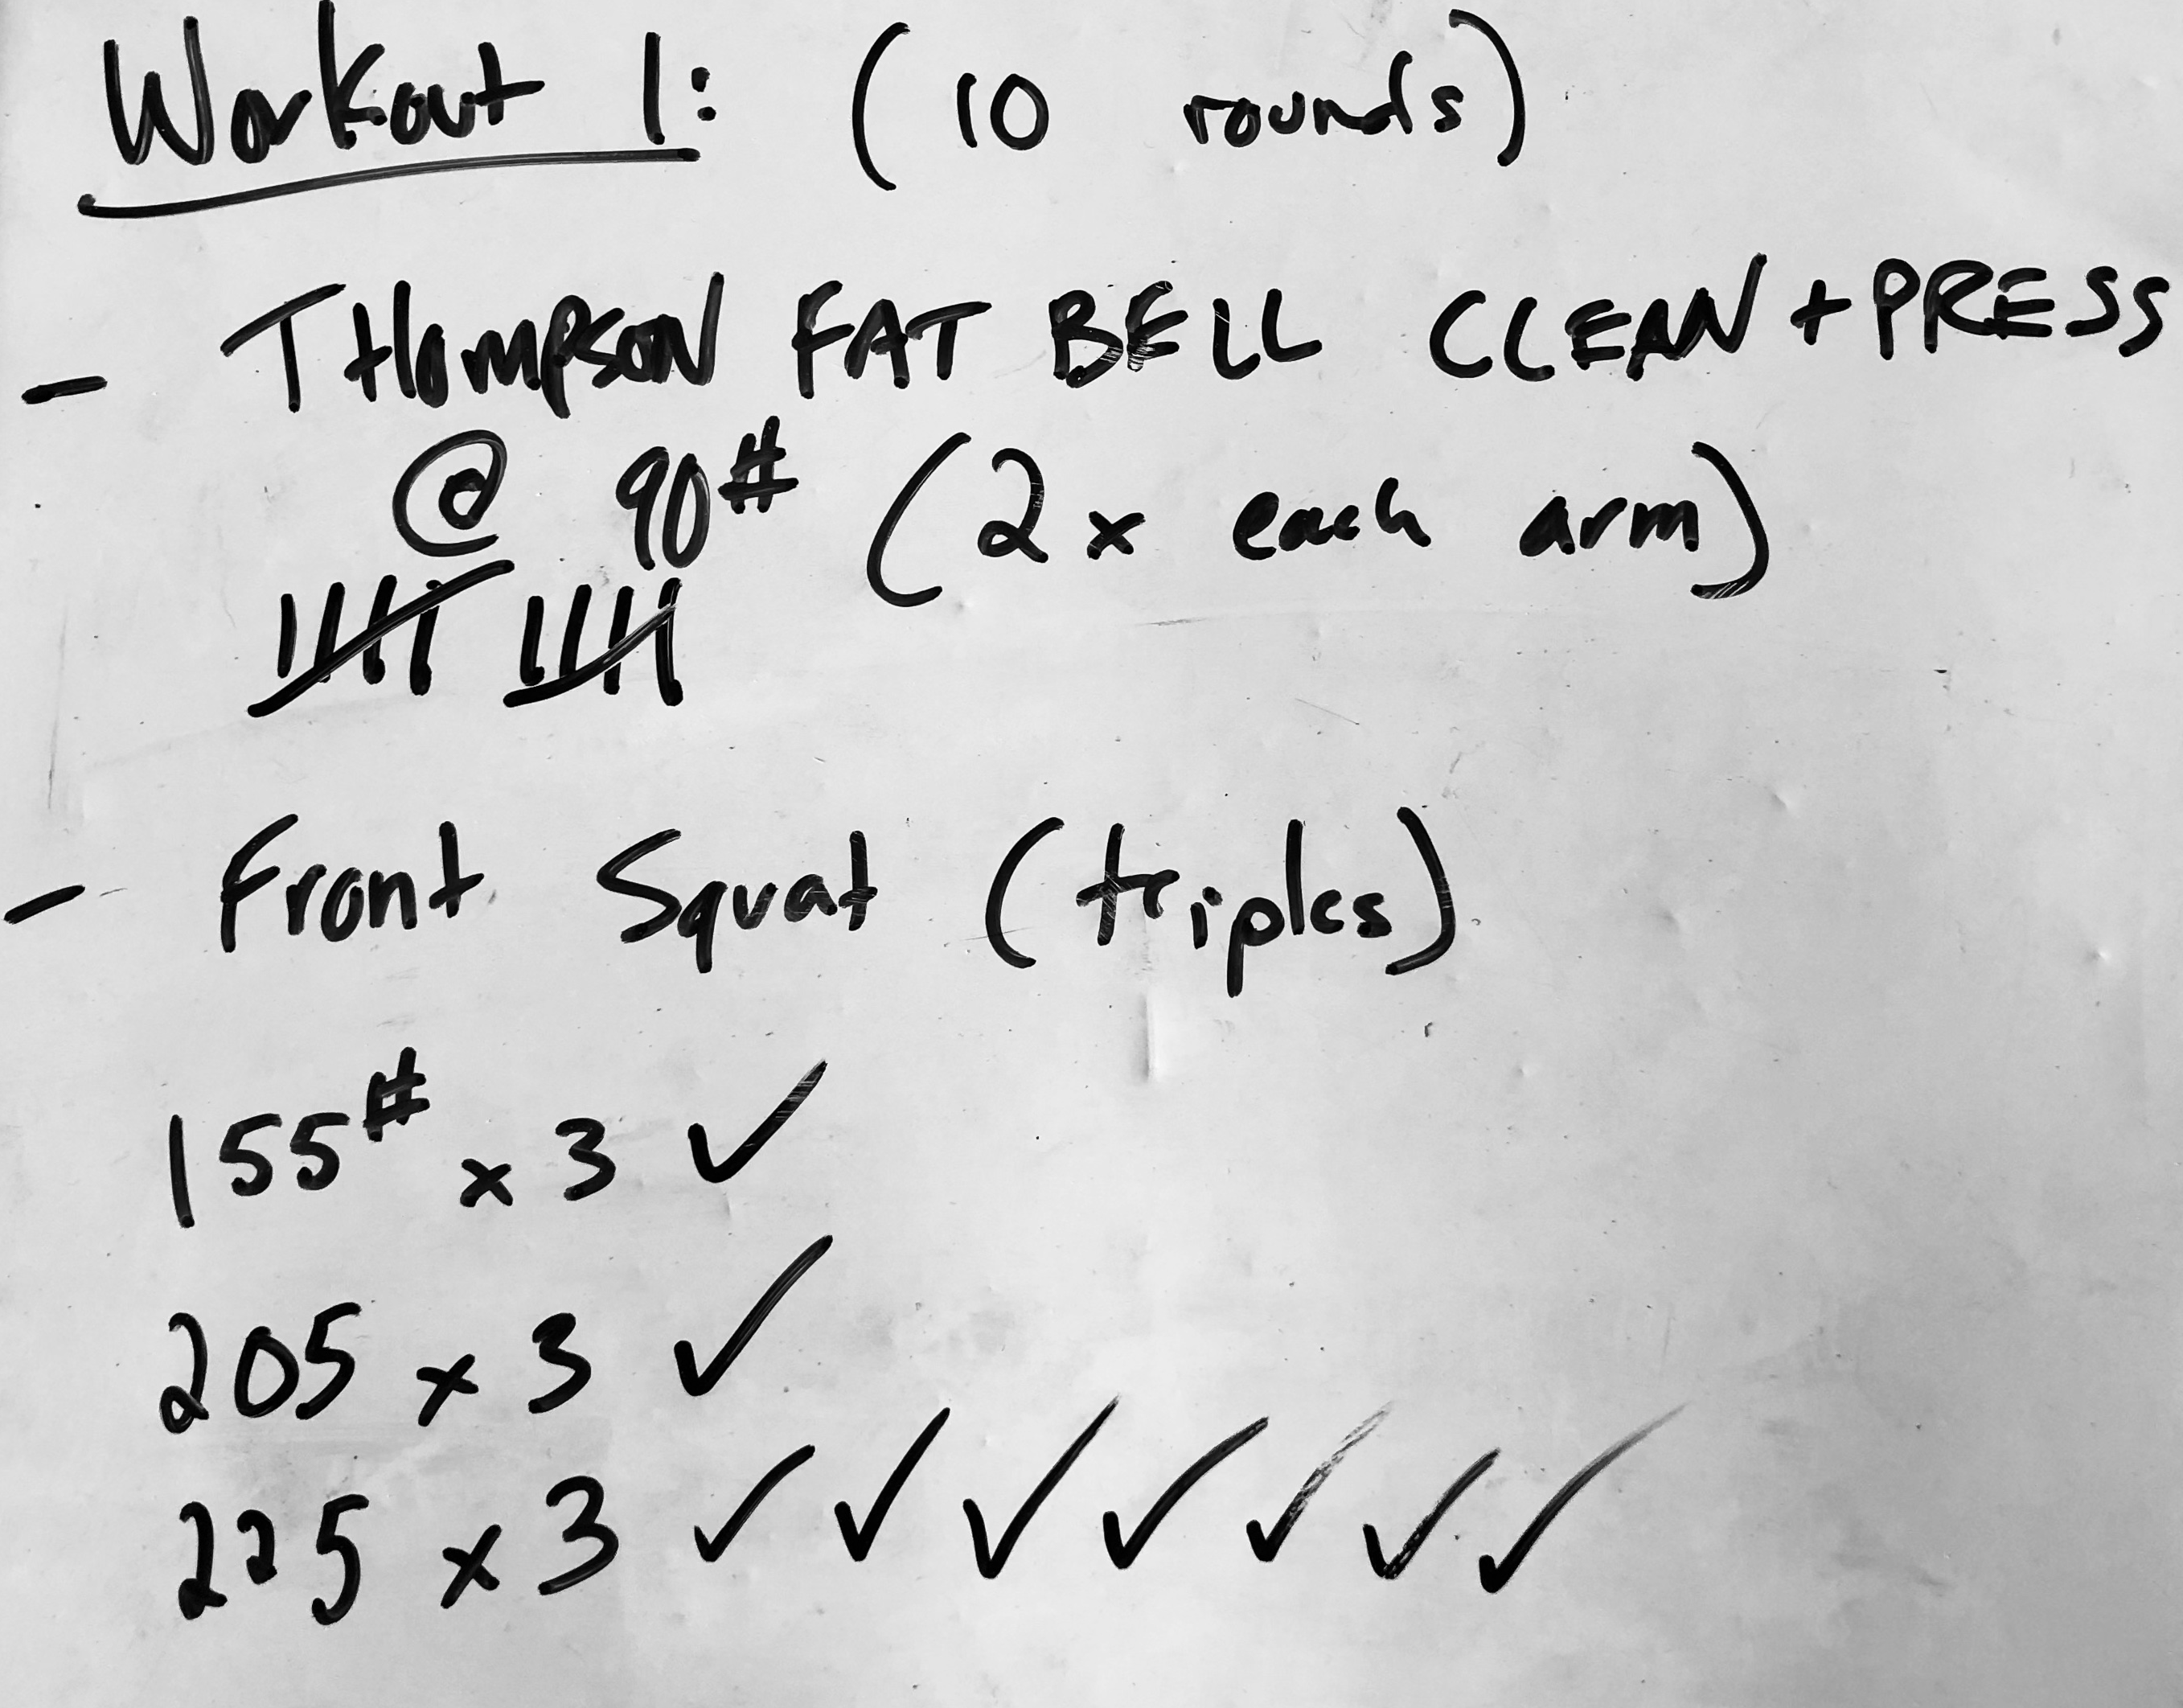 Workout 1: (10 rounds)
- THOMPSON FAT BELL CLEAN + PRESS
@ 90# (2x each arm)
𝍸 𝍸
- Front Squat (triples)
155# x 3 ✓
205 x 3 ✓
225 x 3 ✓ ✓ ✓ ✓ ✓ ✓ ✓